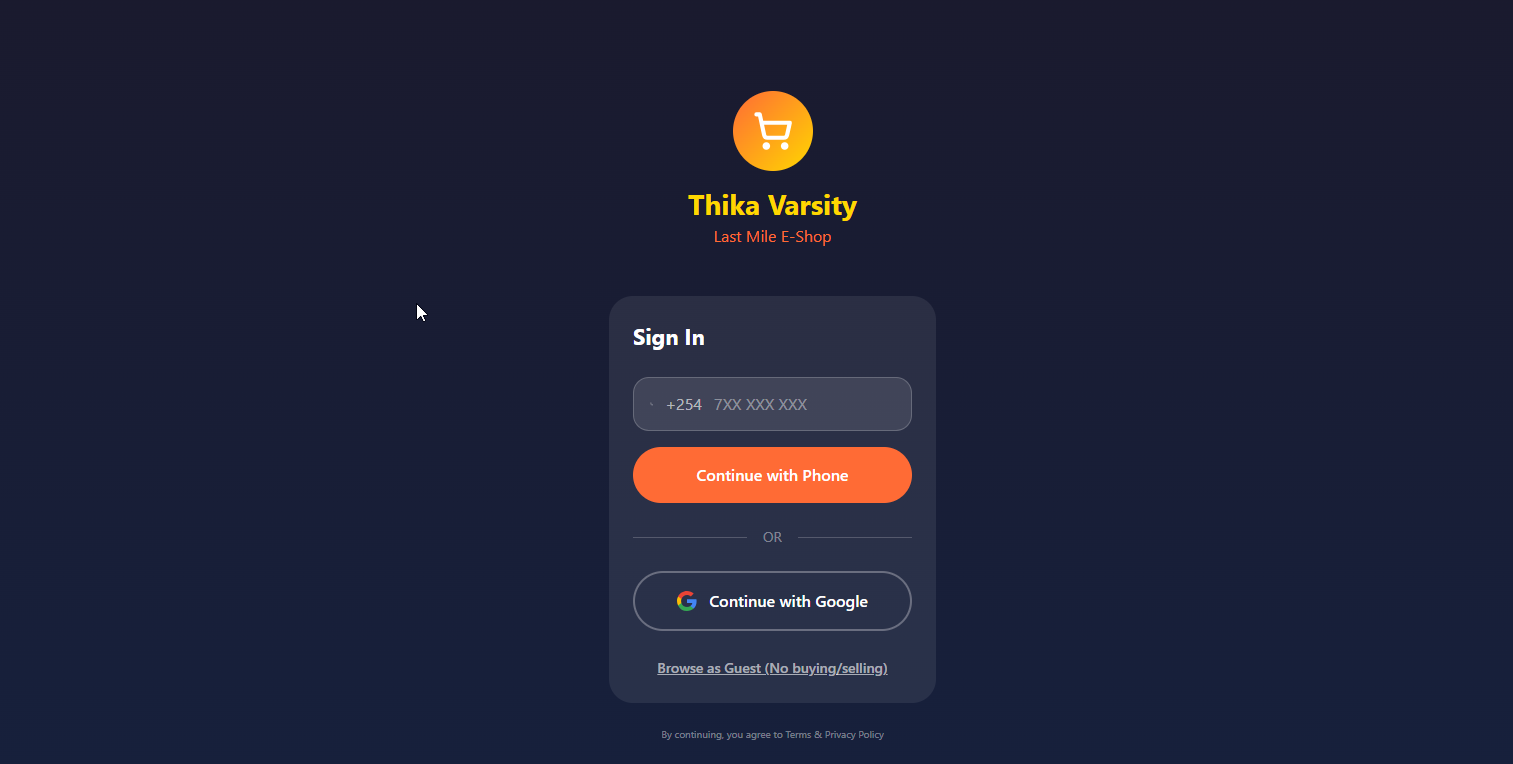 Thika Varsity
Last Mile E-Shop
Sign In
+254 7XX XXX XXX
Continue with Phone
OR
Continue with Google
Browse as Guest (No buying/selling)
By continuing, you agree to Terms & Privacy Policy